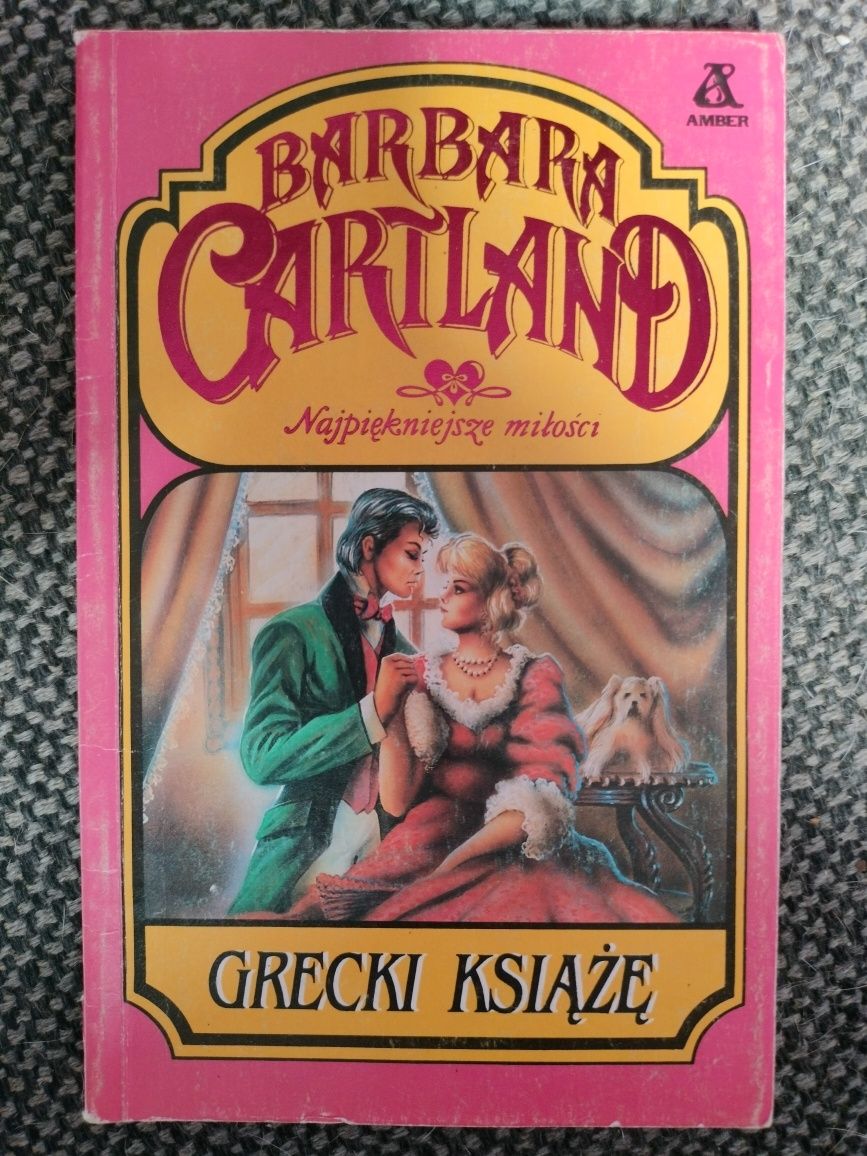 AMBER
BARBARA
CARTLAND
Najpiękniejsze miłości
GRECKI KSIĄŻĘ